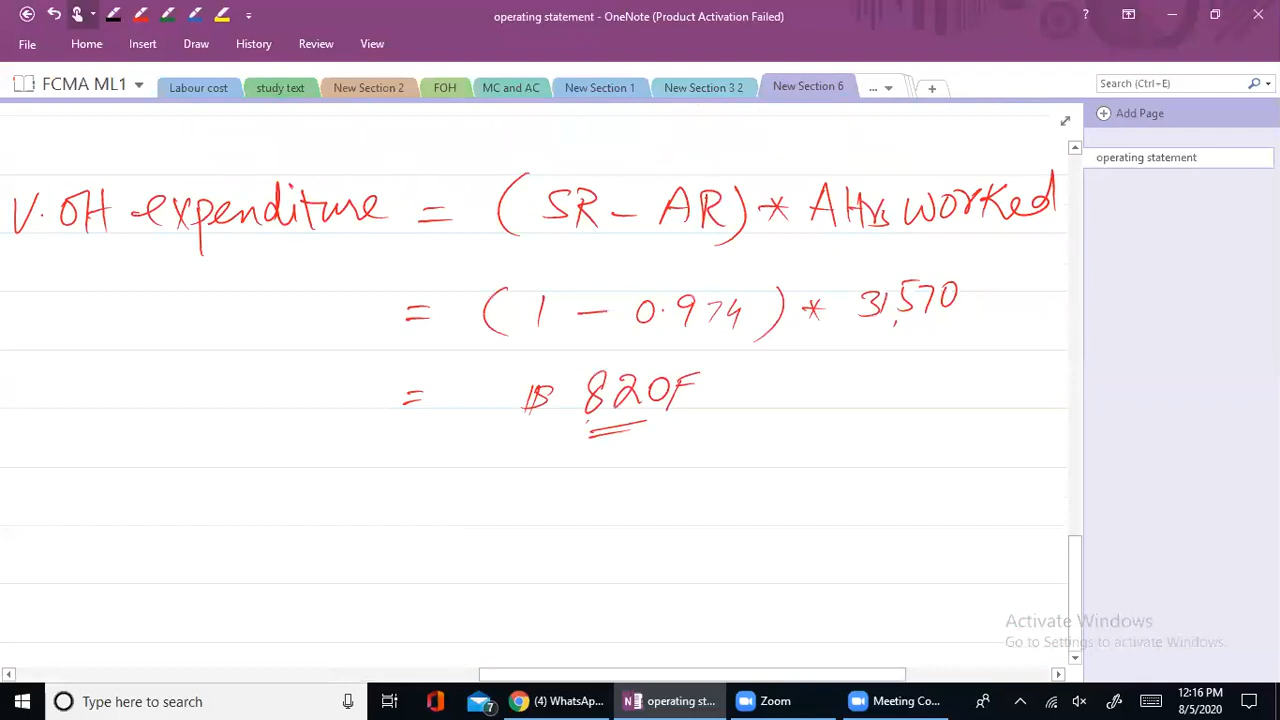 operating statement - OneNote (Product Activation Failed)
File Home Insert Draw History Review View
FCMA ML1 Labour cost study text New Section 2 FOH MC and AC New Section 1 New Section 3 2 New Section 6 ... Search (Ctrl+E)
Add Page
operating statement
V.OH expenditure = (SR - AR) * AHrs worked
= (1 - 0.974) * 31,570
= $ 820F
Activate Windows
Go to Settings to activate Windows.
Type here to search 7 (4) WhatsApp... operating st... Zoom Meeting Co... 12:16 PM
8/5/2020